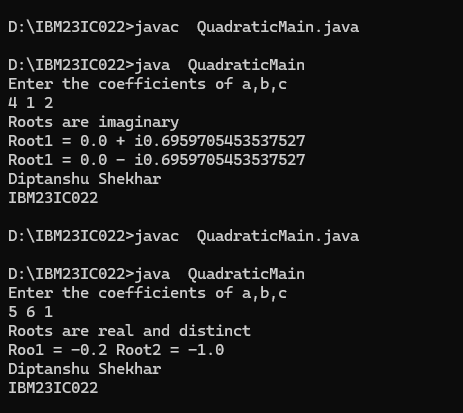 D:\IBM23IC022>javac  QuadraticMain.java
D:\IBM23IC022>java  QuadraticMain
Enter the coefficients of a,b,c
4 1 2
Roots are imaginary
Root1 = 0.0 + i0.6959705453537527
Root1 = 0.0 - i0.6959705453537527
Diptanshu Shekhar
IBM23IC022
D:\IBM23IC022>javac  QuadraticMain.java
D:\IBM23IC022>java  QuadraticMain
Enter the coefficients of a,b,c
5 6 1
Roots are real and distinct
Roo1 = -0.2 Root2 = -1.0
Diptanshu Shekhar
IBM23IC022